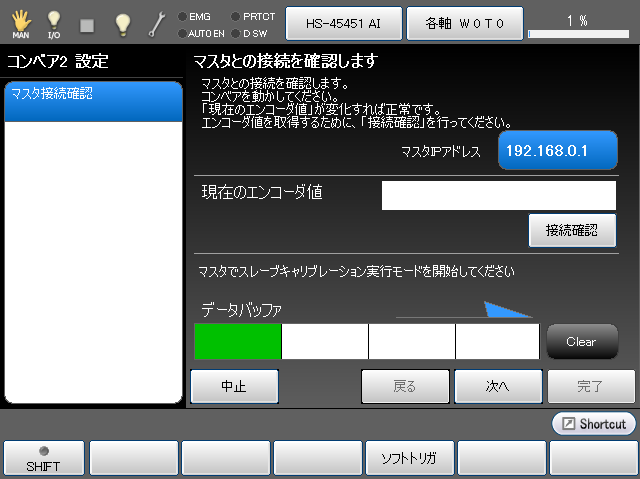 EMG
PRTCT
AUTO EN
D SW
MAN
I/O
HS-45451 AI
各軸 W0T0
1 %
コンベア2 設定
マスタ接続確認
マスタとの接続を確認します
マスタとの接続を確認します。
コンベアを動かしてください。
「現在のエンコーダ値」が変化すれば正常です。
エンコーダ値を取得するために、「接続確認」を行ってください。
マスタIPアドレス
192.168.0.1
現在のエンコーダ値
接続確認
マスタでスレーブキャリブレーション実行モードを開始してください
データバッファ
Clear
中止
戻る
次へ
完了
Shortcut
SHIFT
ソフトトリガ